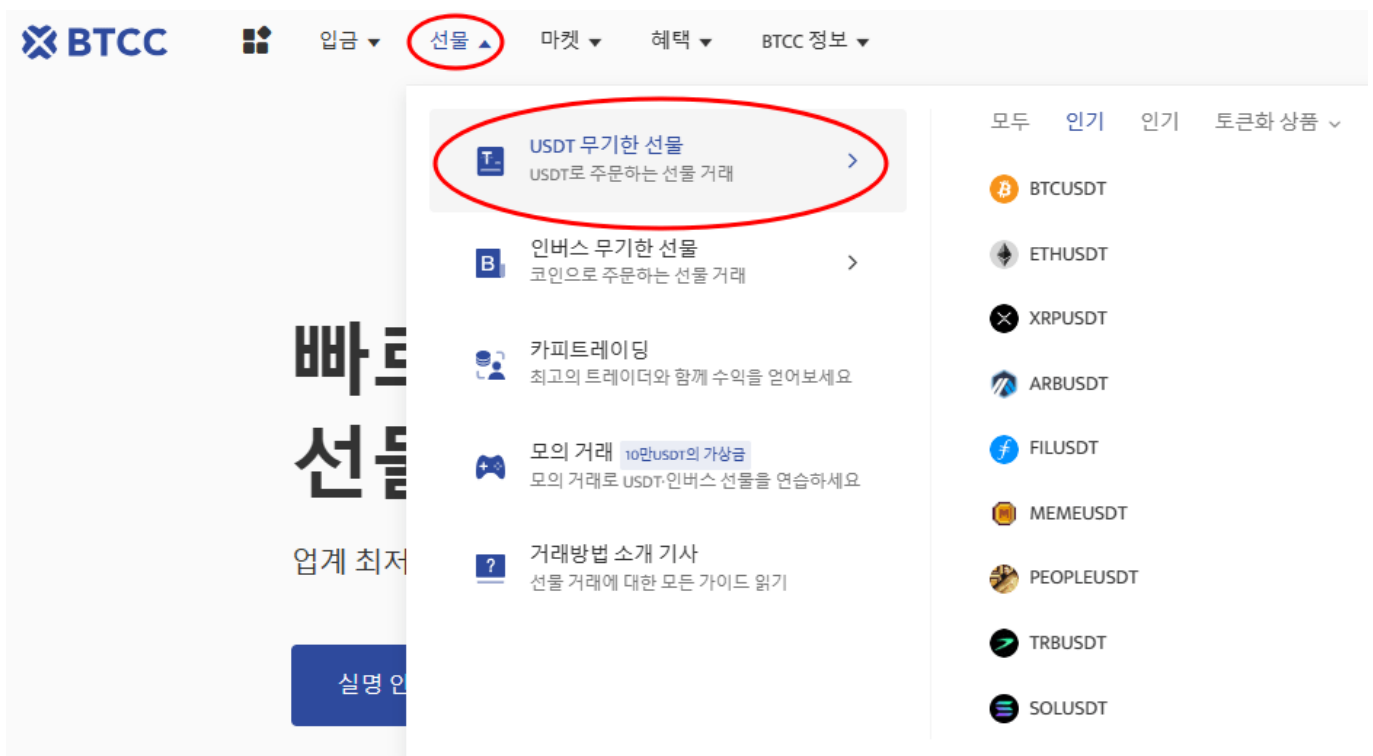 BTCC
입금
선물
마켓
혜택
BTCC 정보
USDT 무기한 선물
USDT로 주문하는 선물 거래
인버스 무기한 선물
코인으로 주문하는 선물 거래
카피트레이딩
최고의 트레이더와 함께 수익을 얻어보세요
모의 거래 10만USDT의 가상금
모의 거래로 USDT·인버스 선물을 연습하세요
거래방법 소개 기사
선물 거래에 대한 모든 가이드 읽기
모두 인기 인기 토큰화 상품
BTCUSDT
ETHUSDT
XRPUSDT
ARBUSDT
FILUSDT
MEMEUSDT
PEOPLEUSDT
TRBUSDT
SOLUSDT
업계 최저
실명